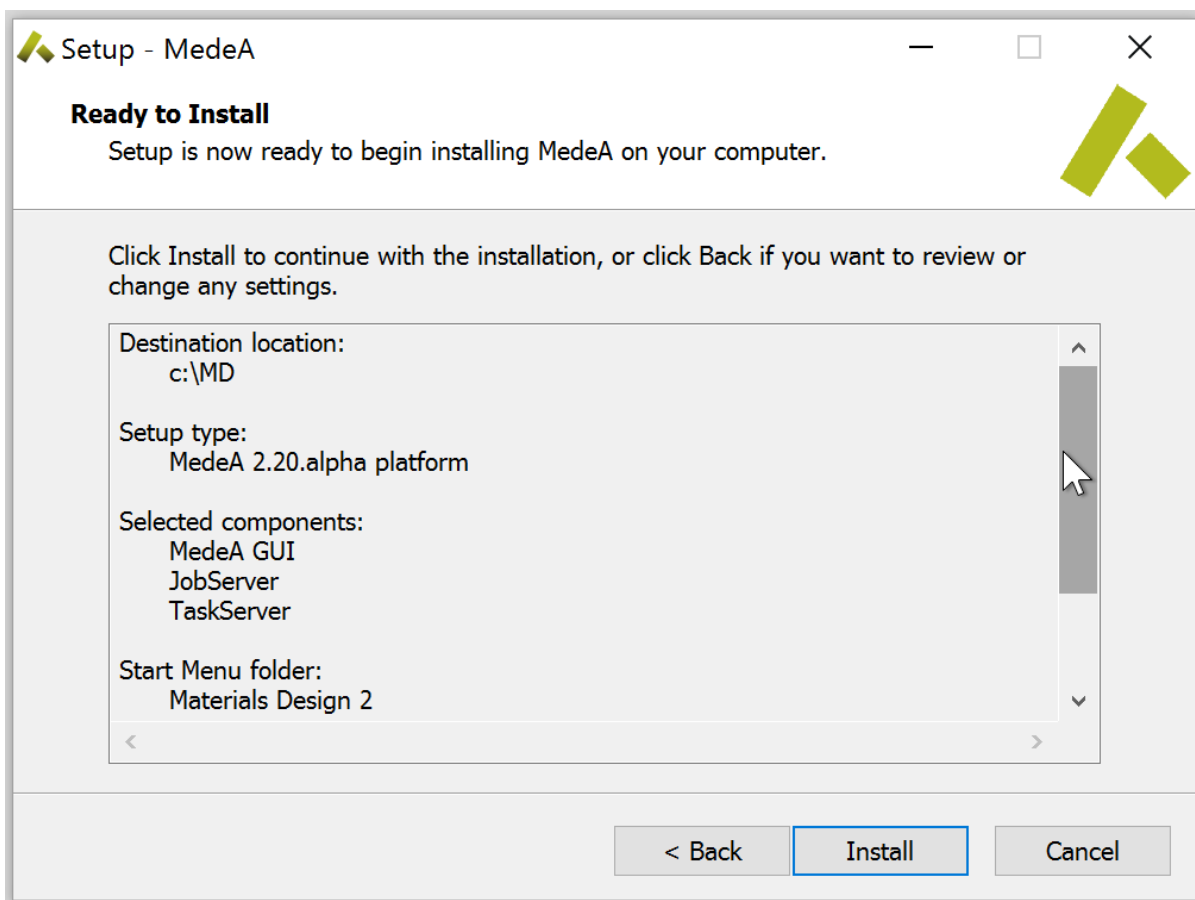 Setup - MedeA
Ready to Install
Setup is now ready to begin installing MedeA on your computer.
Click Install to continue with the installation, or click Back if you want to review or
change any settings.
Destination location:
c:\MD
Setup type:
MedeA 2.20.alpha platform
Selected components:
MedeA GUI
JobServer
TaskServer
Start Menu folder:
Materials Design 2
< Back
Install
Cancel